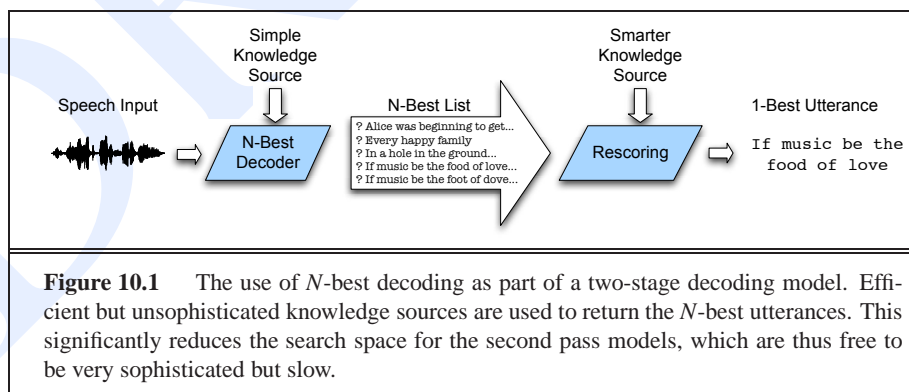 Simple
Knowledge
Source
Smarter
Knowledge
Source
Speech Input
N-Best List
1-Best Utterance
N-Best
Decoder
? Alice was beginning to get...
? Every happy family
? In a hole in the ground...
? If music be the food of love...
? If music be the foot of dove...
Rescoring
If music be the
food of love
Figure 10.1 The use of N-best decoding as part of a two-stage decoding model. Effi-
cient but unsophisticated knowledge sources are used to return the N-best utterances. This
significantly reduces the search space for the second pass models, which are thus free to
be very sophisticated but slow.